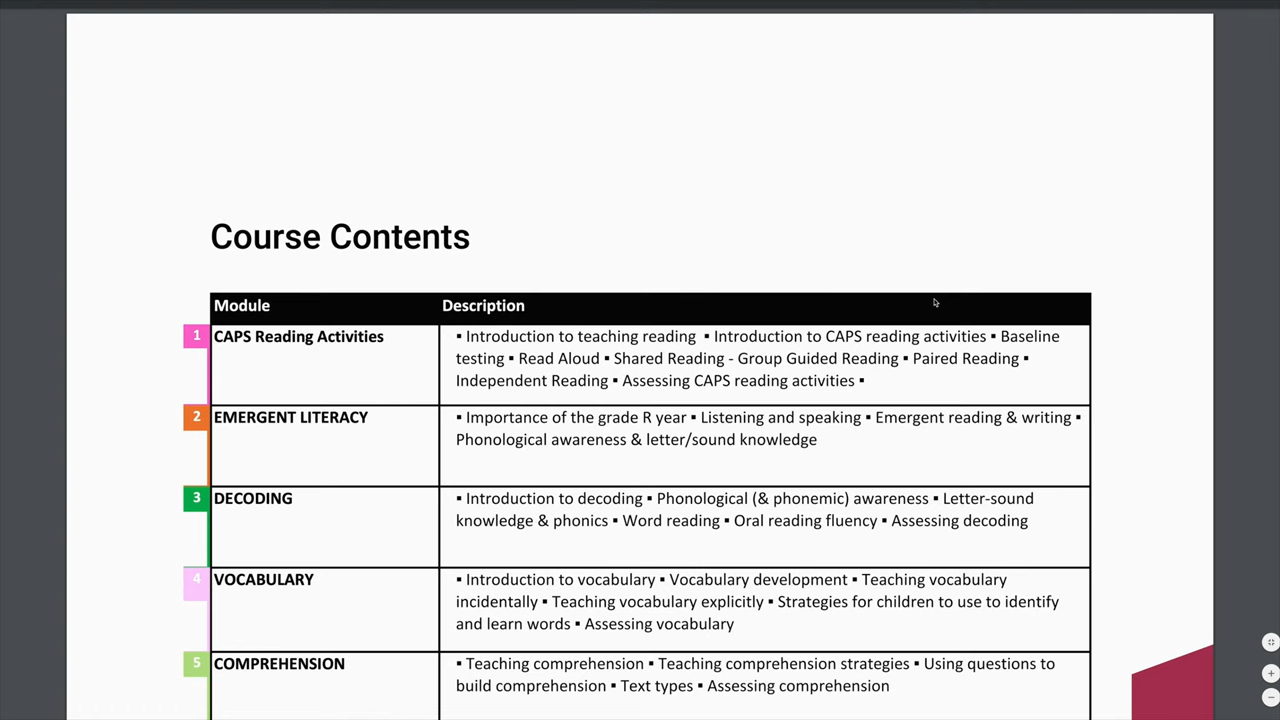 Course Contents
Module Description
1 CAPS Reading Activities ▪ Introduction to teaching reading ▪ Introduction to CAPS reading activities ▪ Baseline
testing ▪ Read Aloud ▪ Shared Reading - Group Guided Reading ▪ Paired Reading ▪
Independent Reading ▪ Assessing CAPS reading activities ▪
2 EMERGENT LITERACY ▪ Importance of the grade R year ▪ Listening and speaking ▪ Emergent reading & writing ▪
Phonological awareness & letter/sound knowledge
3 DECODING ▪ Introduction to decoding ▪ Phonological (& phonemic) awareness ▪ Letter-sound
knowledge & phonics ▪ Word reading ▪ Oral reading fluency ▪ Assessing decoding
4 VOCABULARY ▪ Introduction to vocabulary ▪ Vocabulary development ▪ Teaching vocabulary
incidentally ▪ Teaching vocabulary explicitly ▪ Strategies for children to use to identify
and learn words ▪ Assessing vocabulary
5 COMPREHENSION ▪ Teaching comprehension ▪ Teaching comprehension strategies ▪ Using questions to
build comprehension ▪ Text types ▪ Assessing comprehension